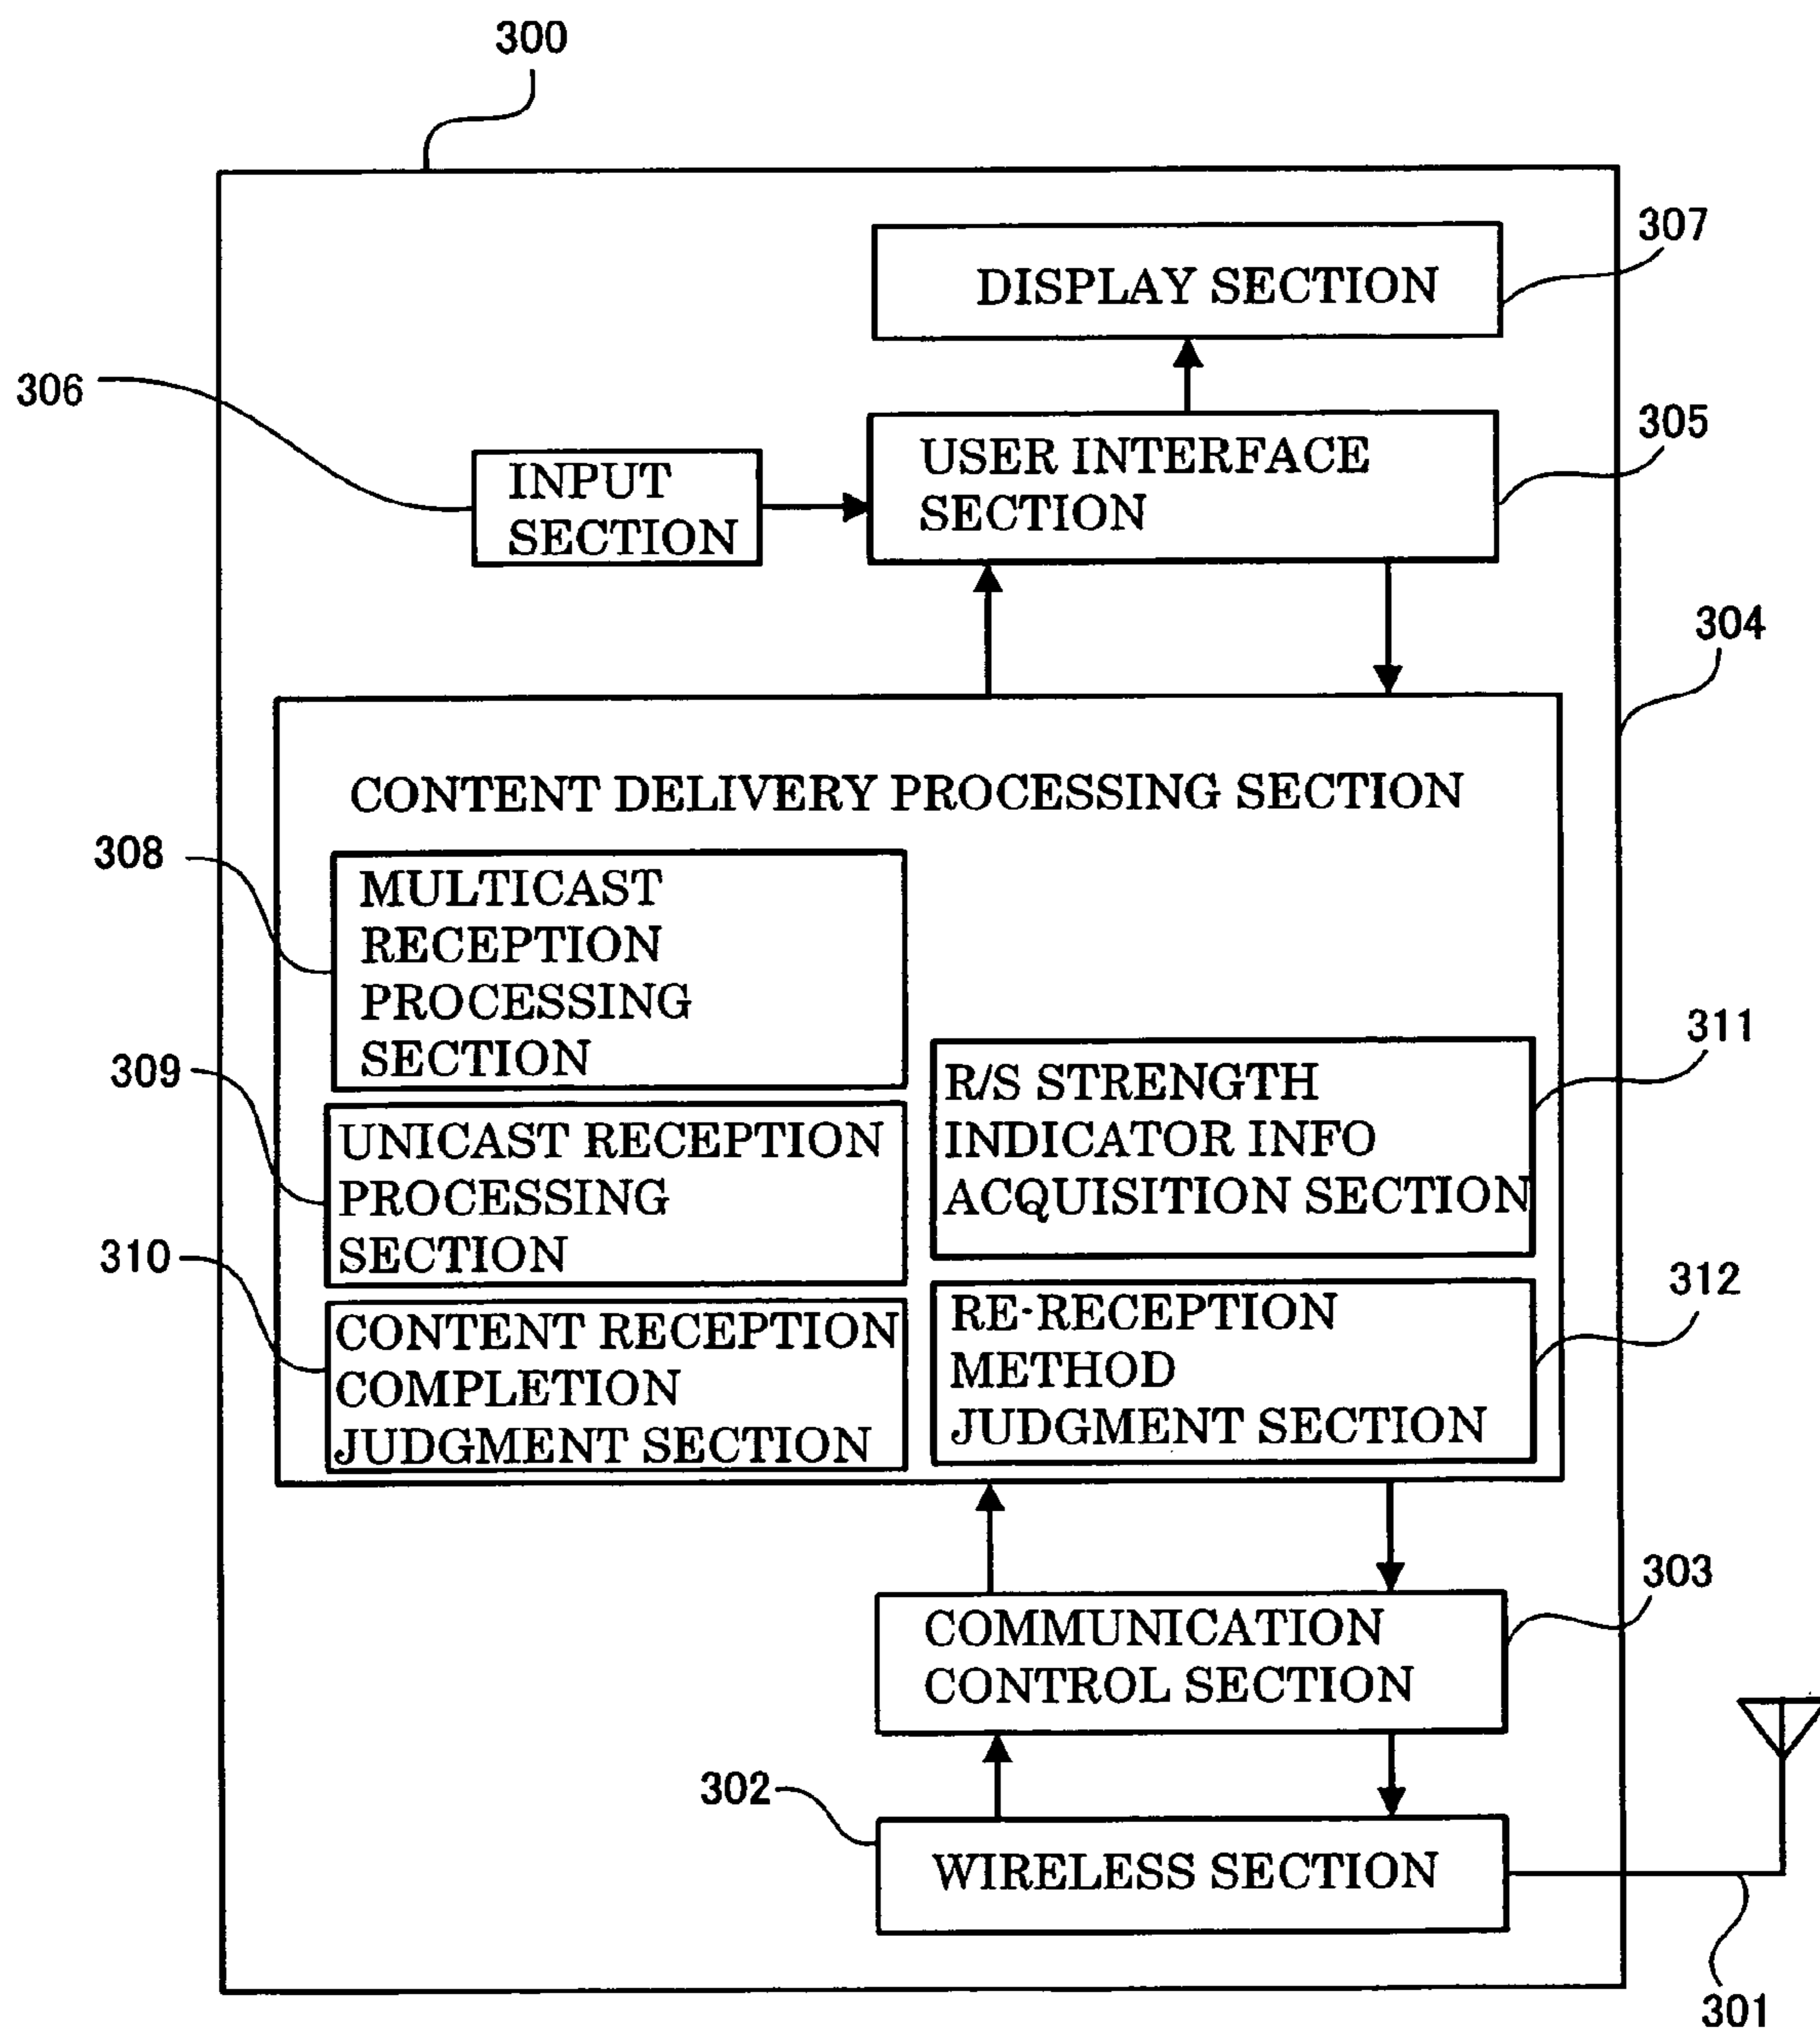 300
307
DISPLAY SECTION
306
305
USER INTERFACE
SECTION
INPUT
SECTION
304
CONTENT DELIVERY PROCESSING SECTION
308
MULTICAST
RECEPTION
PROCESSING
SECTION
309
UNICAST RECEPTION
PROCESSING
SECTION
310
CONTENT RECEPTION
COMPLETION
JUDGMENT SECTION
311
R/S STRENGTH
INDICATOR INFO
ACQUISITION SECTION
312
RE-RECEPTION
METHOD
JUDGMENT SECTION
303
COMMUNICATION
CONTROL SECTION
302
WIRELESS SECTION
301